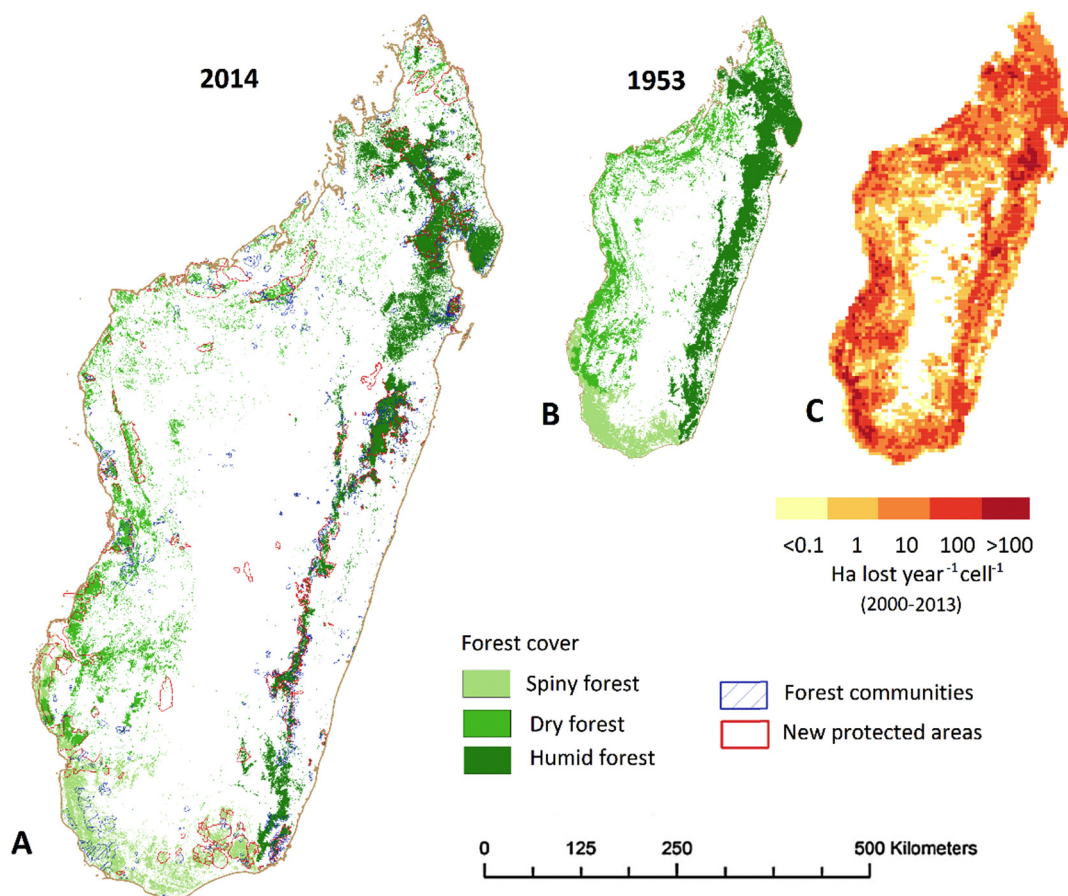 2014
1953
A
B
C
<0.1 1 10 100 >100
Ha lost year⁻¹ cell⁻¹
(2000-2013)
Forest cover
Spiny forest
Dry forest
Humid forest
Forest communities
New protected areas
0 125 250 500 Kilometers